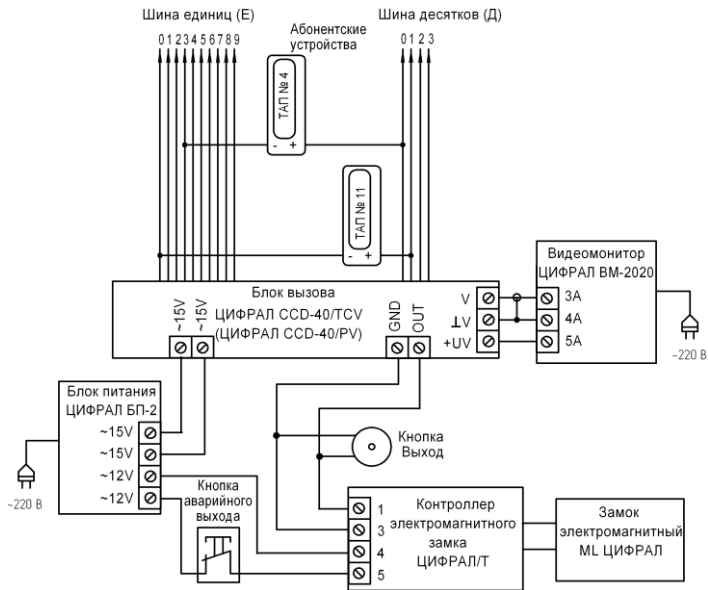 Шина единиц (Е)
Абонентские
устройства
Шина десятков (Д)
0 1 2 3 4 5 6 7 8 9
0 1 2 3
ТАП № 4
- +
ТАП № 11
- +
Блок вызова
ЦИФРАЛ CCD-40/TCV
(ЦИФРАЛ CCD-40/PV)
~15V
~15V
GND
OUT
V
⊥V
+UV
Видеомонитор
ЦИФРАЛ ВМ-2020
3A
4A
5A
~220 В
Блок питания
ЦИФРАЛ БП-2
~15V
~15V
~12V
~12V
~220 В
Кнопка
Выход
Кнопка
аварийного
выхода
1
3
4
5
Контроллер
электромагнитного
замка
ЦИФРАЛ/Т
Замок
электромагнитный
ML ЦИФРАЛ